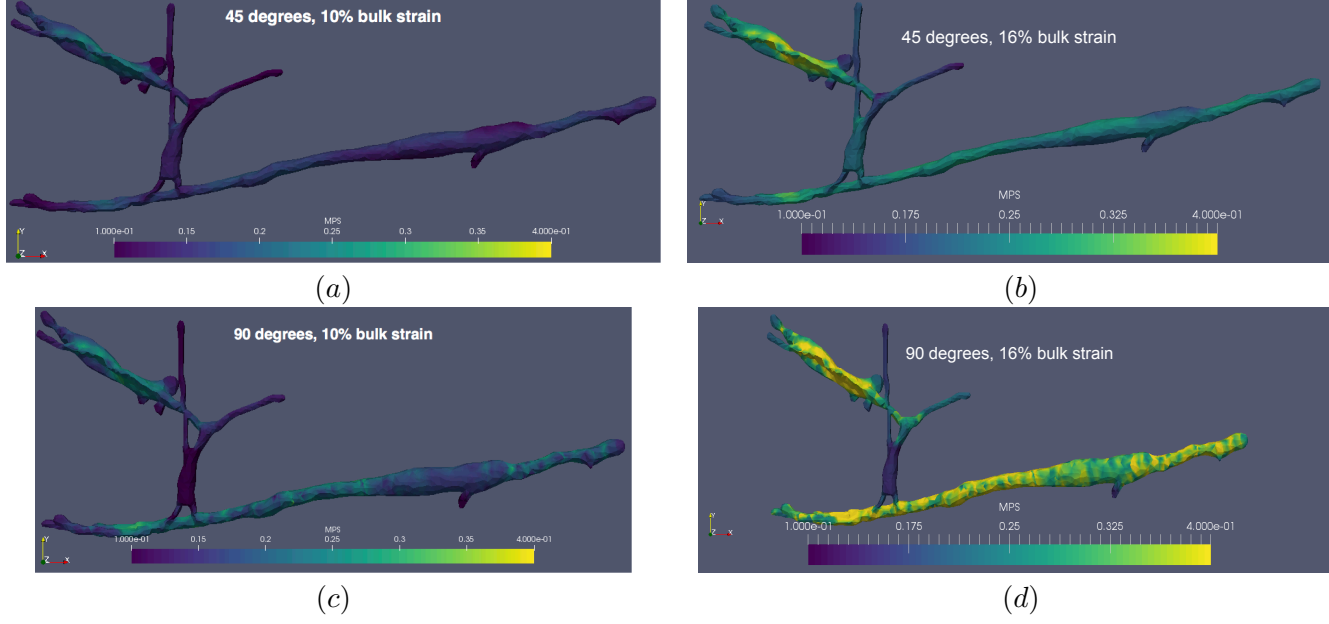 45 degrees, 10% bulk strain
MPS
1.000e-01 0.15 0.2 0.25 0.3 0.35 4.000e-01
Y
Z X
(a)
45 degrees, 16% bulk strain
MPS
1.000e-01 0.175 0.25 0.325 4.000e-01
Y
Z X
(b)
90 degrees, 10% bulk strain
MPS
1.000e-01 0.15 0.2 0.25 0.3 0.35 4.000e-01
Y
Z X
(c)
90 degrees, 16% bulk strain
MPS
1.000e-01 0.175 0.25 0.325 4.000e-01
Y
Z X
(d)